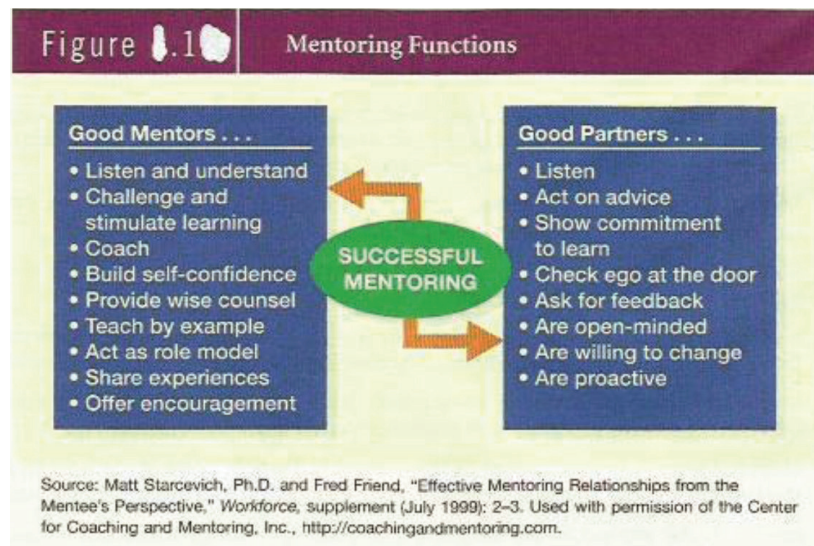 Figure .1
Mentoring Functions
Good Mentors . . .
• Listen and understand
• Challenge and
stimulate learning
• Coach
• Build self-confidence
• Provide wise counsel
• Teach by example
• Act as role model
• Share experiences
• Offer encouragement
SUCCESSFUL
MENTORING
Good Partners . . .
• Listen
• Act on advice
• Show commitment
to learn
• Check ego at the door
• Ask for feedback
• Are open-minded
• Are willing to change
• Are proactive
Source: Matt Starcevich, Ph.D. and Fred Friend, “Effective Mentoring Relationships from the
Mentee’s Perspective,” Workforce, supplement (July 1999): 2–3. Used with permission of the Center
for Coaching and Mentoring, Inc., http://coachingandmentoring.com.